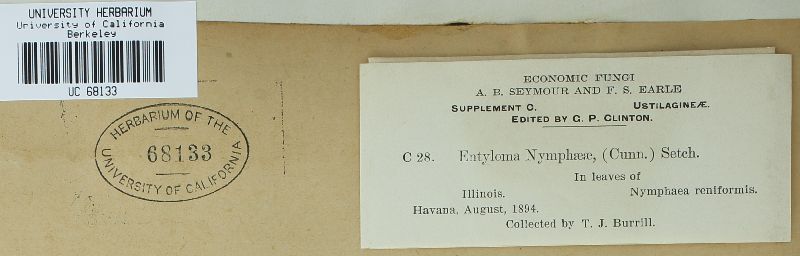 UNIVERSITY HERBARIUM
University of California
Berkeley
UC 68133
HERBARIUM OF THE
68133
UNIVERSITY OF CALIFORNIA
ECONOMIC FUNGI
A. B. SEYMOUR AND F. S. EARLE
SUPPLEMENT C. USTILAGINEÆ.
EDITED BY G. P. CLINTON.
C 28. Entyloma Nymphææ, (Cunn.) Setch.
In leaves of
Illinois. Nymphaea reniformis.
Havana, August, 1894.
Collected by T. J. Burrill.